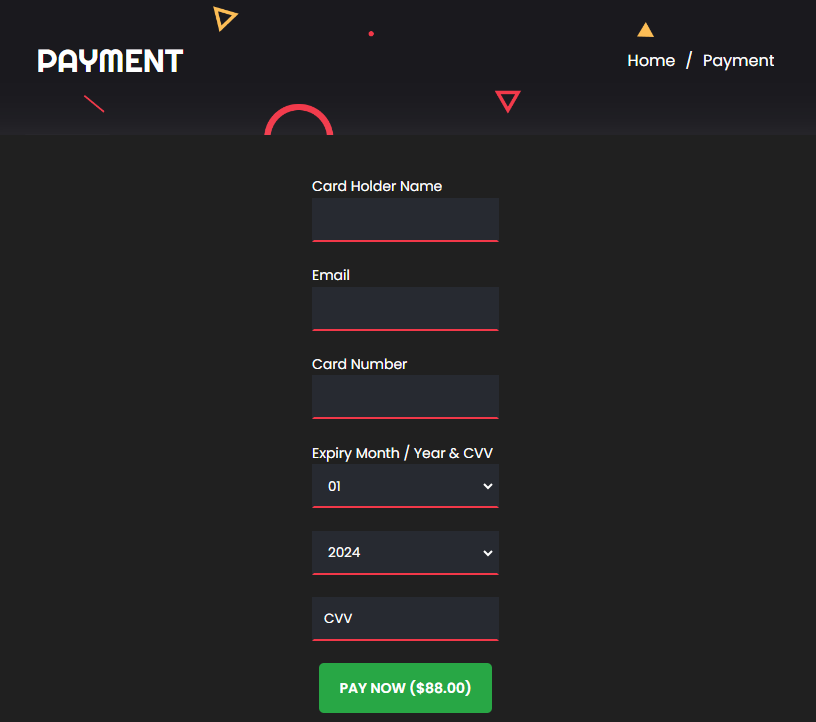 PAYMENT
Home / Payment
Card Holder Name
Email
Card Number
Expiry Month / Year & CVV
01
2024
CVV
PAY NOW ($88.00)